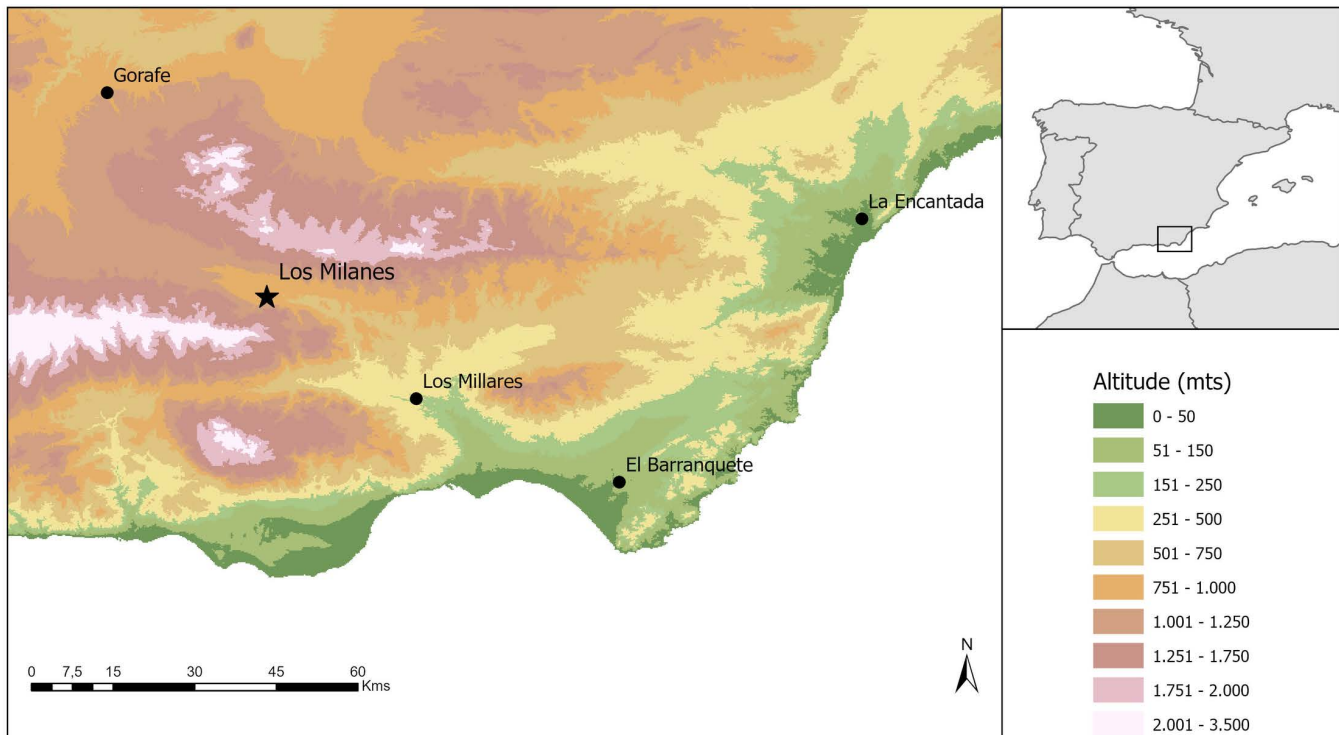 Gorafe
La Encantada
Los Milanes
Los Millares
El Barranquete
N
0 7,5 15 30 45 60
Kms
Altitude (mts)
0 - 50
51 - 150
151 - 250
251 - 500
501 - 750
751 - 1.000
1.001 - 1.250
1.251 - 1.750
1.751 - 2.000
2.001 - 3.500